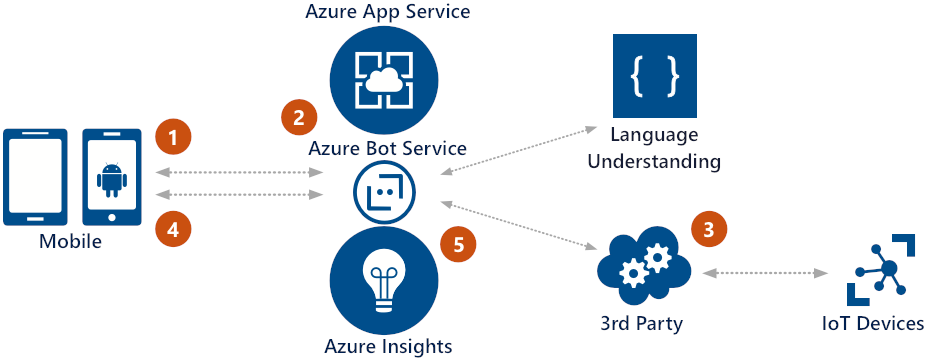 Azure App Service
2
1
Azure Bot Service
{ }
Language
Understanding
4
Mobile
5
3
Azure Insights
3rd Party
IoT Devices